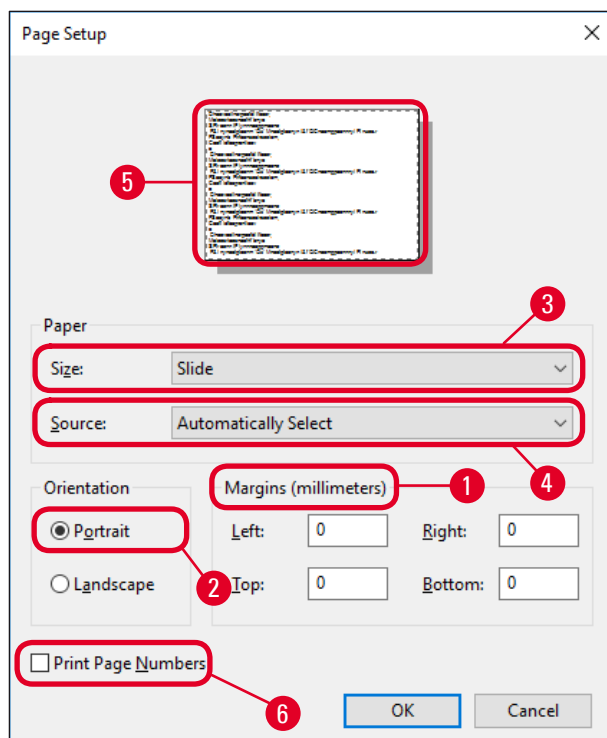 Page Setup
5
3
Paper
Size: Slide
Source: Automatically Select
4
Orientation
Margins (millimeters)
1
Portrait
Left: 0 Right: 0
2
Landscape
Top: 0 Bottom: 0
Print Page Numbers
6
OK Cancel